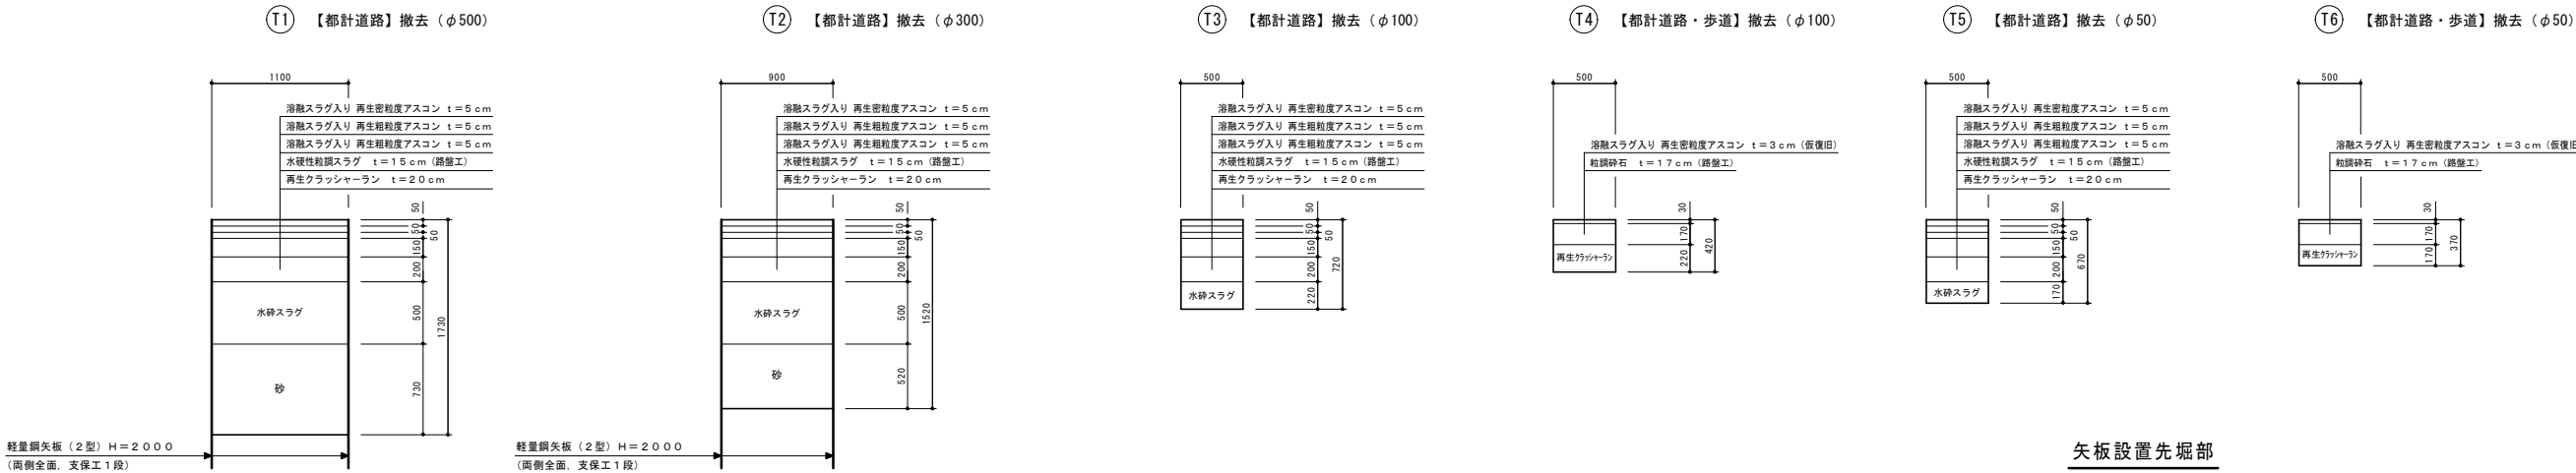 T1 【都計道路】撤去（φ500）
1100
溶融スラグ入り 再生密粒度アスコン ｔ＝５ｃｍ
溶融スラグ入り 再生粗粒度アスコン ｔ＝５ｃｍ
溶融スラグ入り 再生粗粒度アスコン ｔ＝５ｃｍ
水硬性粒調スラグ　ｔ＝１５ｃｍ（路盤工）
再生クラッシャーラン　ｔ＝２０ｃｍ
50
50
50
150
200
500
730
1730
水砕スラグ
砂
軽量鋼矢板（２型）Ｈ＝２０００
（両側全面．支保工１段）
T2 【都計道路】撤去（φ300）
900
溶融スラグ入り 再生密粒度アスコン ｔ＝５ｃｍ
溶融スラグ入り 再生粗粒度アスコン ｔ＝５ｃｍ
溶融スラグ入り 再生粗粒度アスコン ｔ＝５ｃｍ
水硬性粒調スラグ　ｔ＝１５ｃｍ（路盤工）
再生クラッシャーラン　ｔ＝２０ｃｍ
50
50
50
150
200
500
520
1520
水砕スラグ
砂
軽量鋼矢板（２型）Ｈ＝２０００
（両側全面．支保工１段）
T3 【都計道路】撤去（φ100）
500
溶融スラグ入り 再生密粒度アスコン ｔ＝５ｃｍ
溶融スラグ入り 再生粗粒度アスコン ｔ＝５ｃｍ
溶融スラグ入り 再生粗粒度アスコン ｔ＝５ｃｍ
水硬性粒調スラグ　ｔ＝１５ｃｍ（路盤工）
再生クラッシャーラン　ｔ＝２０ｃｍ
50
50
50
150
200
220
720
水砕スラグ
T4 【都計道路・歩道】撤去（φ100）
500
溶融スラグ入り 再生密粒度アスコン ｔ＝３ｃｍ（仮復旧）
粒調砕石　ｔ＝１７ｃｍ（路盤工）
30
170
220
420
再生クラッシャーラン
T5 【都計道路】撤去（φ50）
500
溶融スラグ入り 再生密粒度アスコン ｔ＝５ｃｍ
溶融スラグ入り 再生粗粒度アスコン ｔ＝５ｃｍ
溶融スラグ入り 再生粗粒度アスコン ｔ＝５ｃｍ
水硬性粒調スラグ　ｔ＝１５ｃｍ（路盤工）
再生クラッシャーラン　ｔ＝２０ｃｍ
50
50
50
150
200
170
670
水砕スラグ
T6 【都計道路・歩道】撤去（φ50）
500
溶融スラグ入り 再生密粒度アスコン ｔ＝３ｃｍ（仮復旧
粒調砕石　ｔ＝１７ｃｍ（路盤工）
30
170
170
370
再生クラッシャーラン
矢板設置先堀部